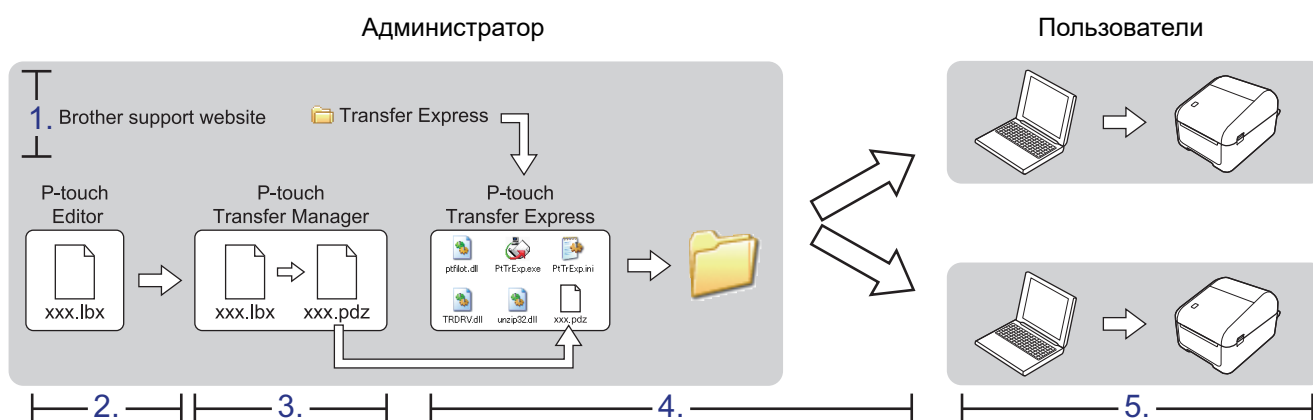 Администратор
Пользователи
1. Brother support website
Transfer Express
P-touch
Editor
xxx.lbx
P-touch
Transfer Manager
xxx.lbx
xxx.pdz
P-touch
Transfer Express
ptfilot.dll
PtTrExp.exe
PtTrExp.ini
TRDRV.dll
unzip32.dll
xxx.pdz
2.
3.
4.
5.